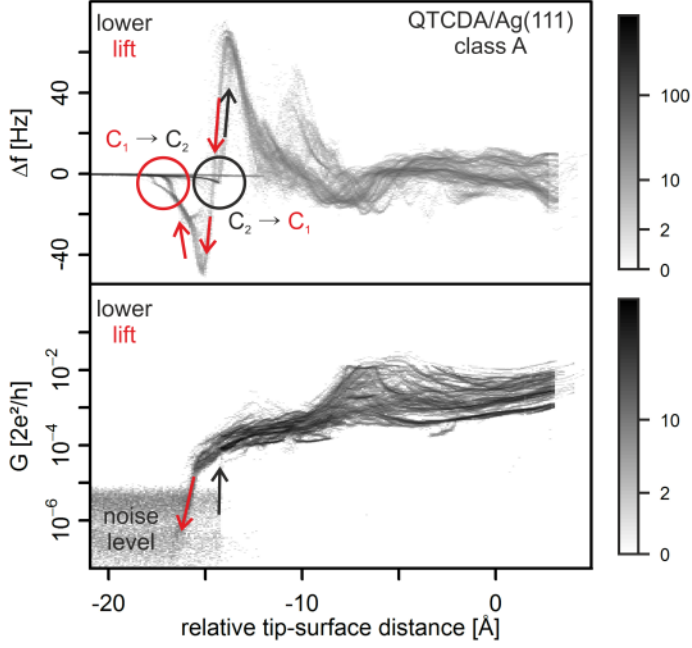 lower
lift
QTCDA/Ag(111)
class A
C₁ → C₂
C₂ → C₁
Δf [Hz]
40
0
-40
100
10
2
0
lower
lift
noise
level
G [2e²/h]
10⁻²
10⁻⁴
10⁻⁶
10
2
0
-20
-10
0
relative tip-surface distance [Å]